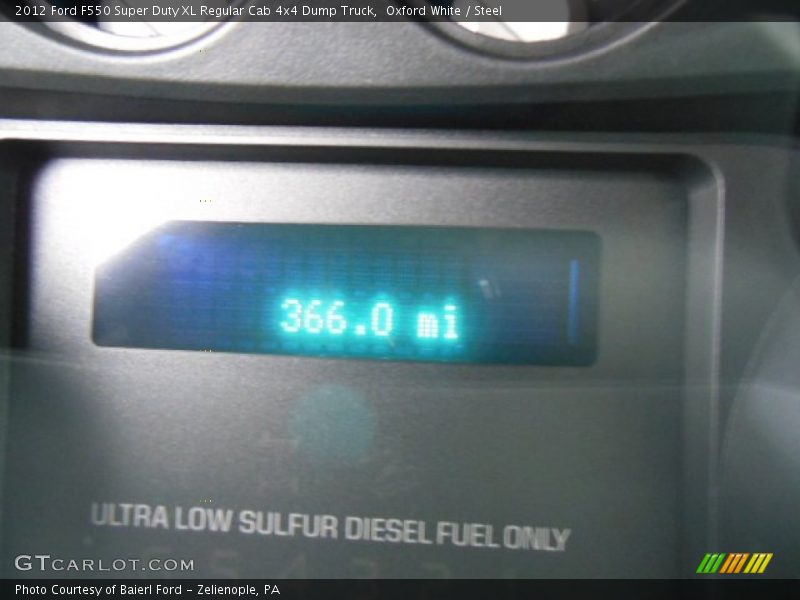 2012 Ford F550 Super Duty XL Regular Cab 4x4 Dump Truck,  Oxford White / Steel
366.0 mi
ULTRA LOW SULFUR DIESEL FUEL ONLY
GTCARLOT.COM
Photo Courtesy of Baierl Ford – Zelienople, PA